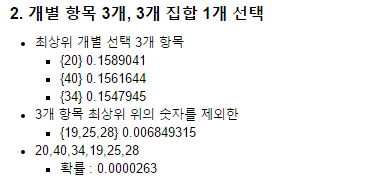 2. 개별 항목 3개, 3개 집합 1개 선택
최상위 개별 선택 3개 항목
{20} 0.1589041
{40} 0.1561644
{34} 0.1547945
3개 항목 최상위 위의 숫자를 제외한
{19,25,28} 0.006849315
20,40,34,19,25,28
확률 : 0.0000263